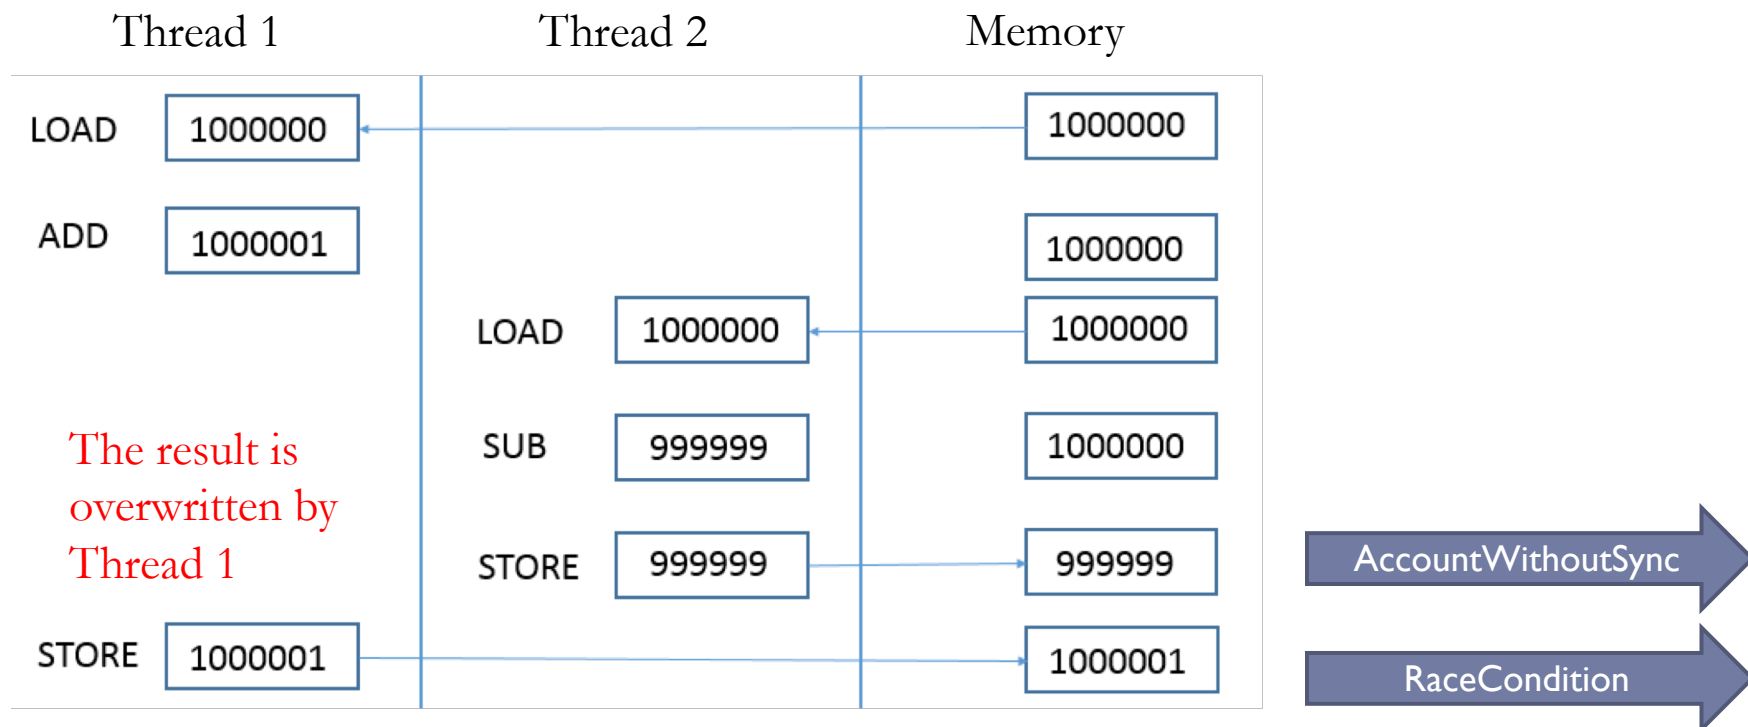 Thread 1 Thread 2 Memory
LOAD 1000000 1000000
ADD 1000001 1000000
LOAD 1000000 1000000
SUB 999999 1000000
The result is
overwritten by
Thread 1
STORE 999999 999999
STORE 1000001 1000001
AccountWithoutSync
RaceCondition